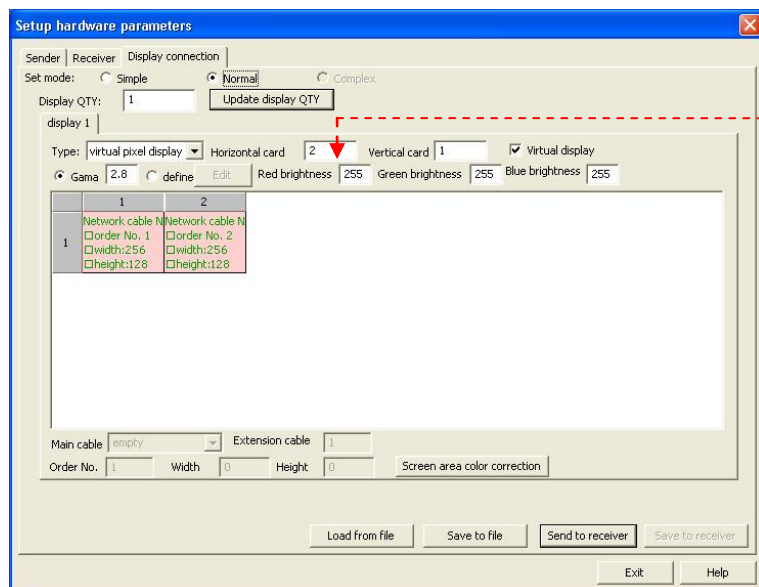 Setup hardware parameters
Sender Receiver Display connection
Set mode: Simple Normal Complex
Display QTY: 1 Update display QTY
display 1
Type: virtual pixel display Horizontal card 2 Vertical card 1 Virtual display
Gama 2.8 define Edit Red brightness 255 Green brightness 255 Blue brightness 255
1 2
Network cable N Network cable N
order No. 1 order No. 2
1 width:256 width:256
height:128 height:128
Main cable empty Extension cable 1
Order No. 1 Width 0 Height 0 Screen area color correction
Load from file Save to file Send to receiver Save to receiver
Exit Help